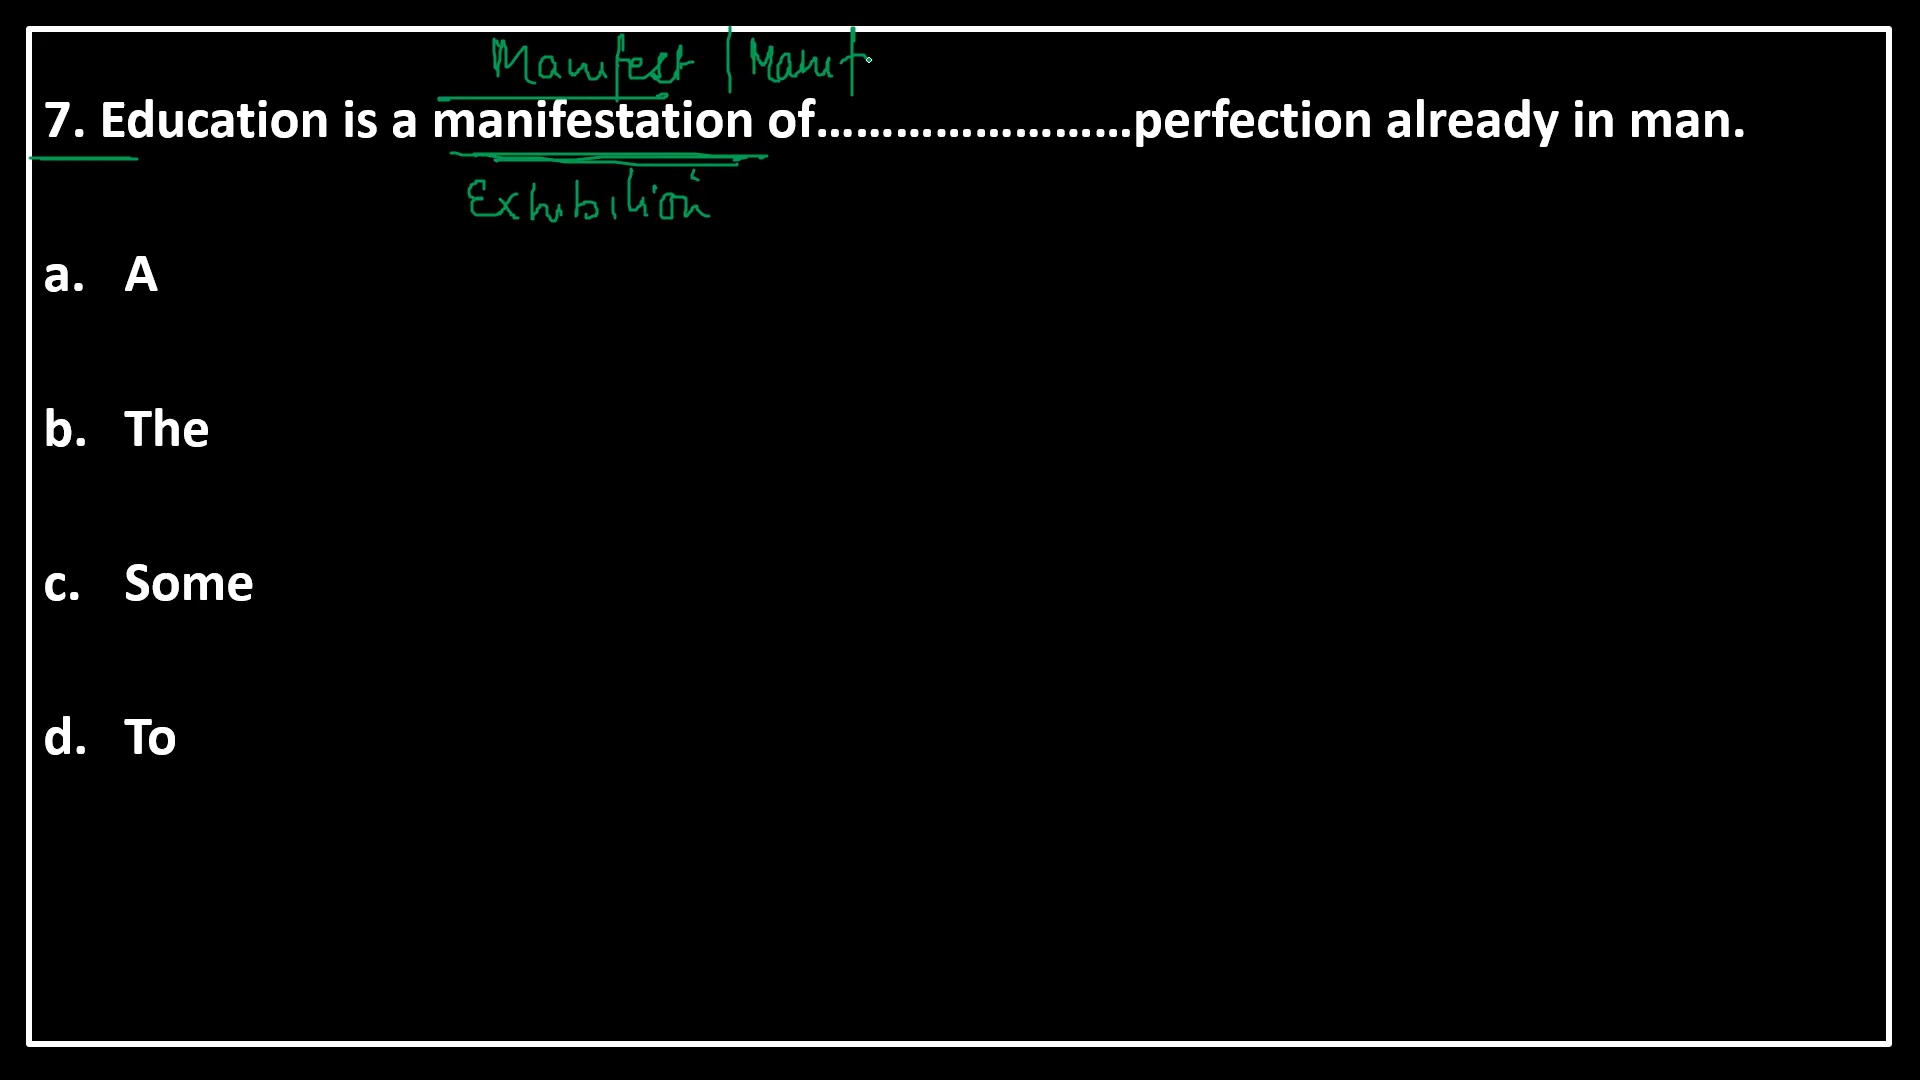 Manifest | Manif
7. Education is a manifestation of........................perfection already in man.
Exhibition
a. A
b. The
c. Some
d. To